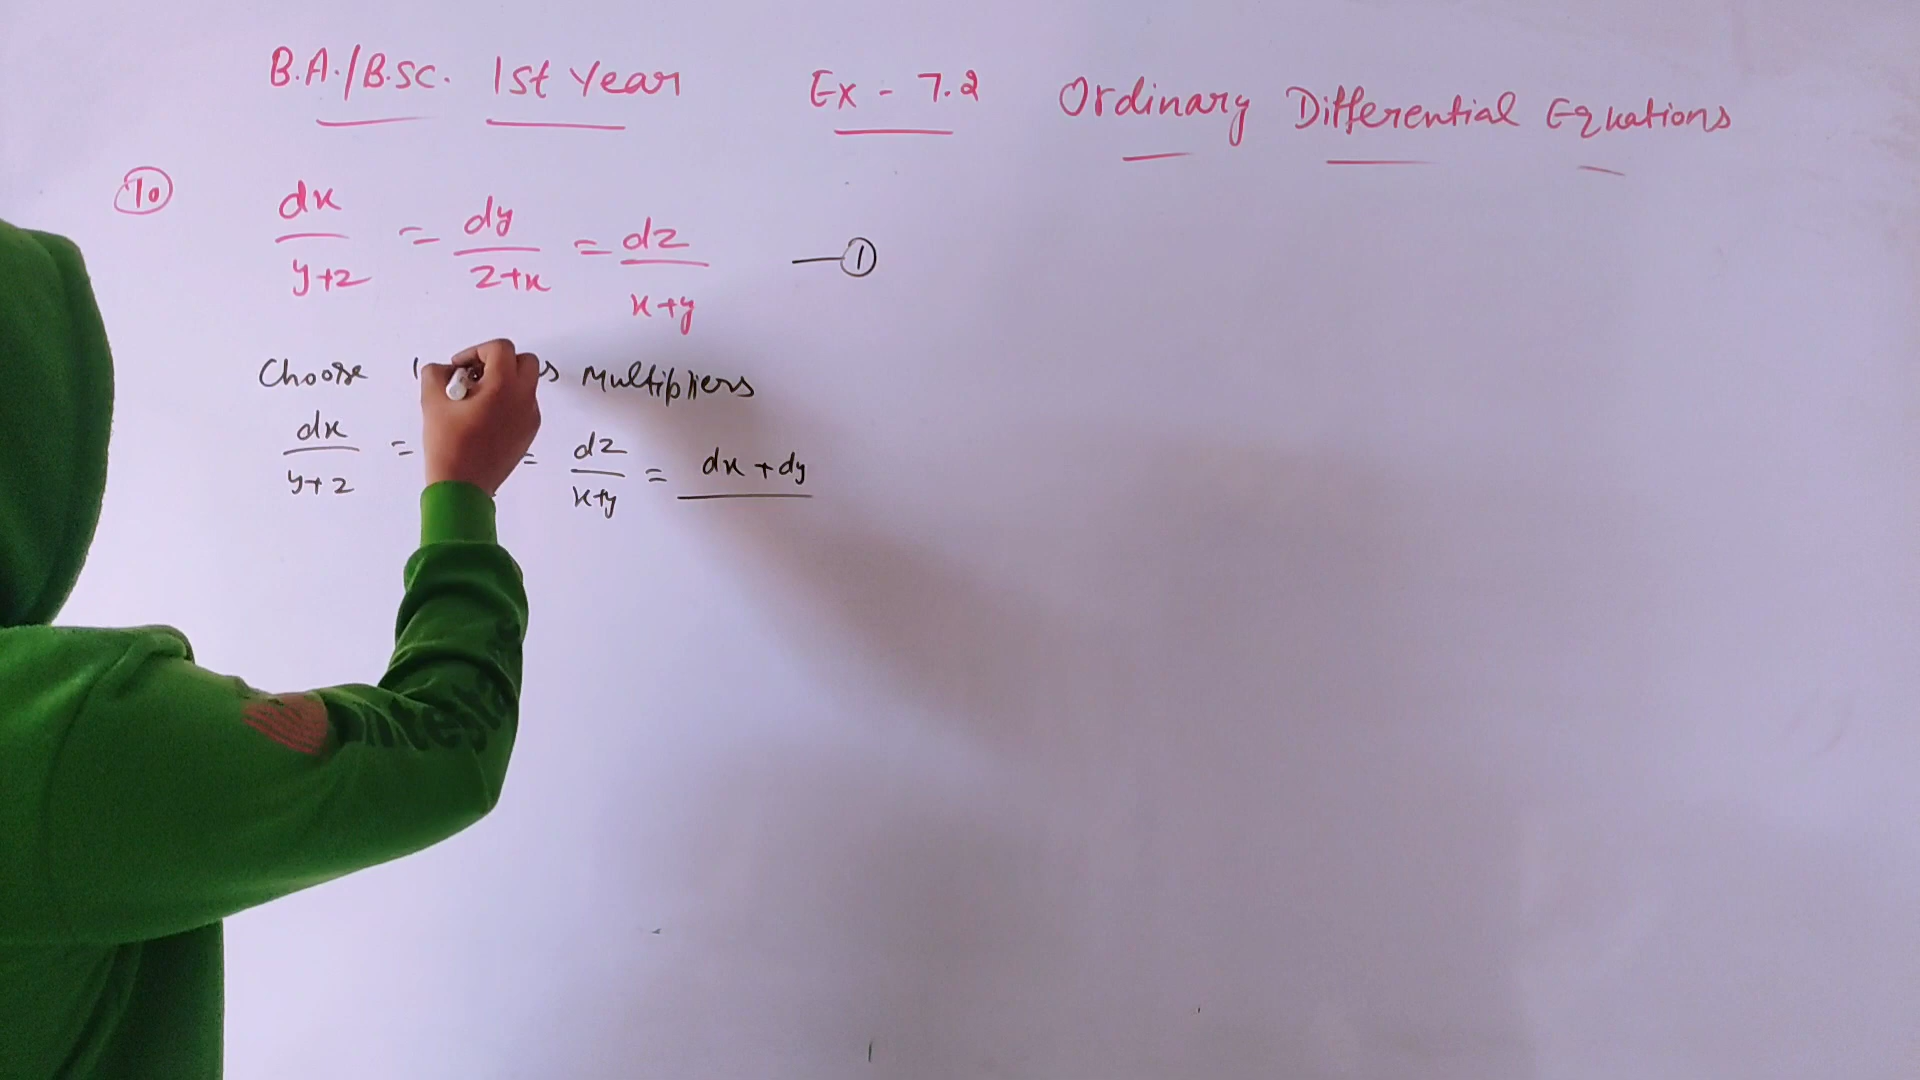 B.A./B.Sc. 1st Year Ex - 7.2 Ordinary Differential Equations
10 dx/y+z = dy/z+x = dz/x+y —1
Choose Multipliers
dx/y+z = = dz/x+y = dx+dy